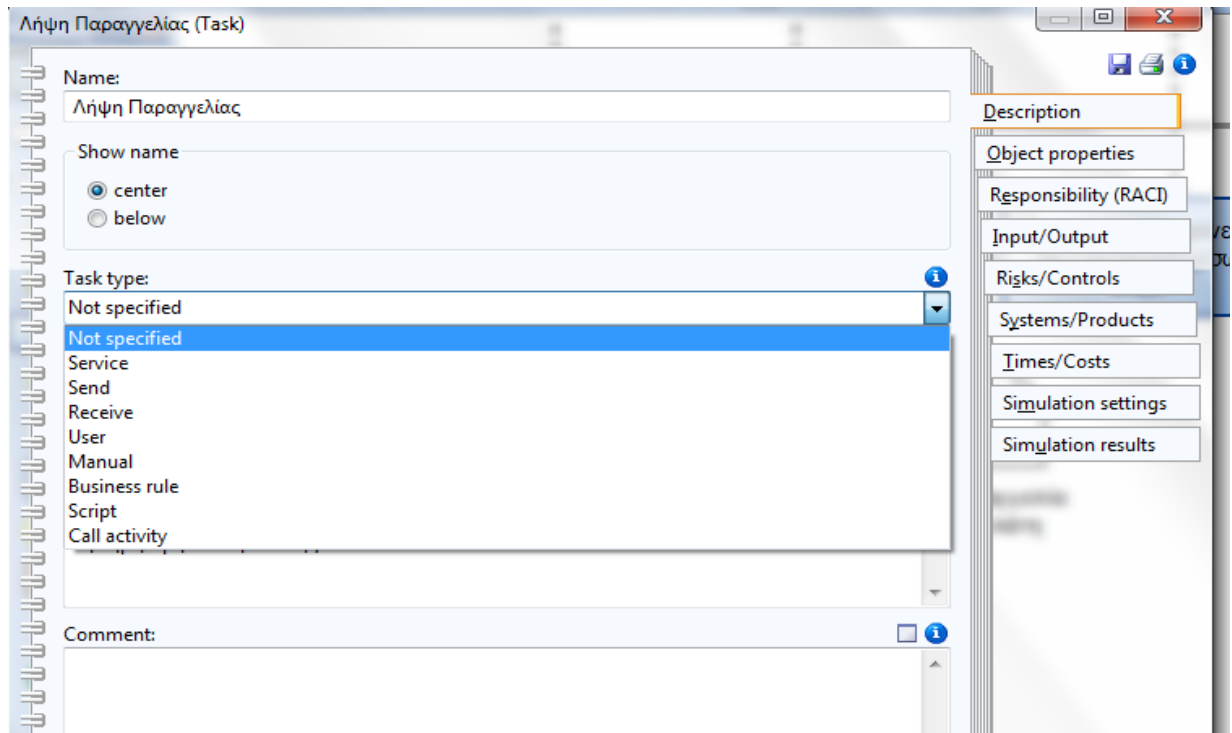 Λήψη Παραγγελίας (Task)
Name:
Λήψη Παραγγελίας
Show name
center
below
Task type:
Not specified
Not specified
Service
Send
Receive
User
Manual
Business rule
Script
Call activity
Comment:
Description
Object properties
Responsibility (RACI)
Input/Output
Risks/Controls
Systems/Products
Times/Costs
Simulation settings
Simulation results